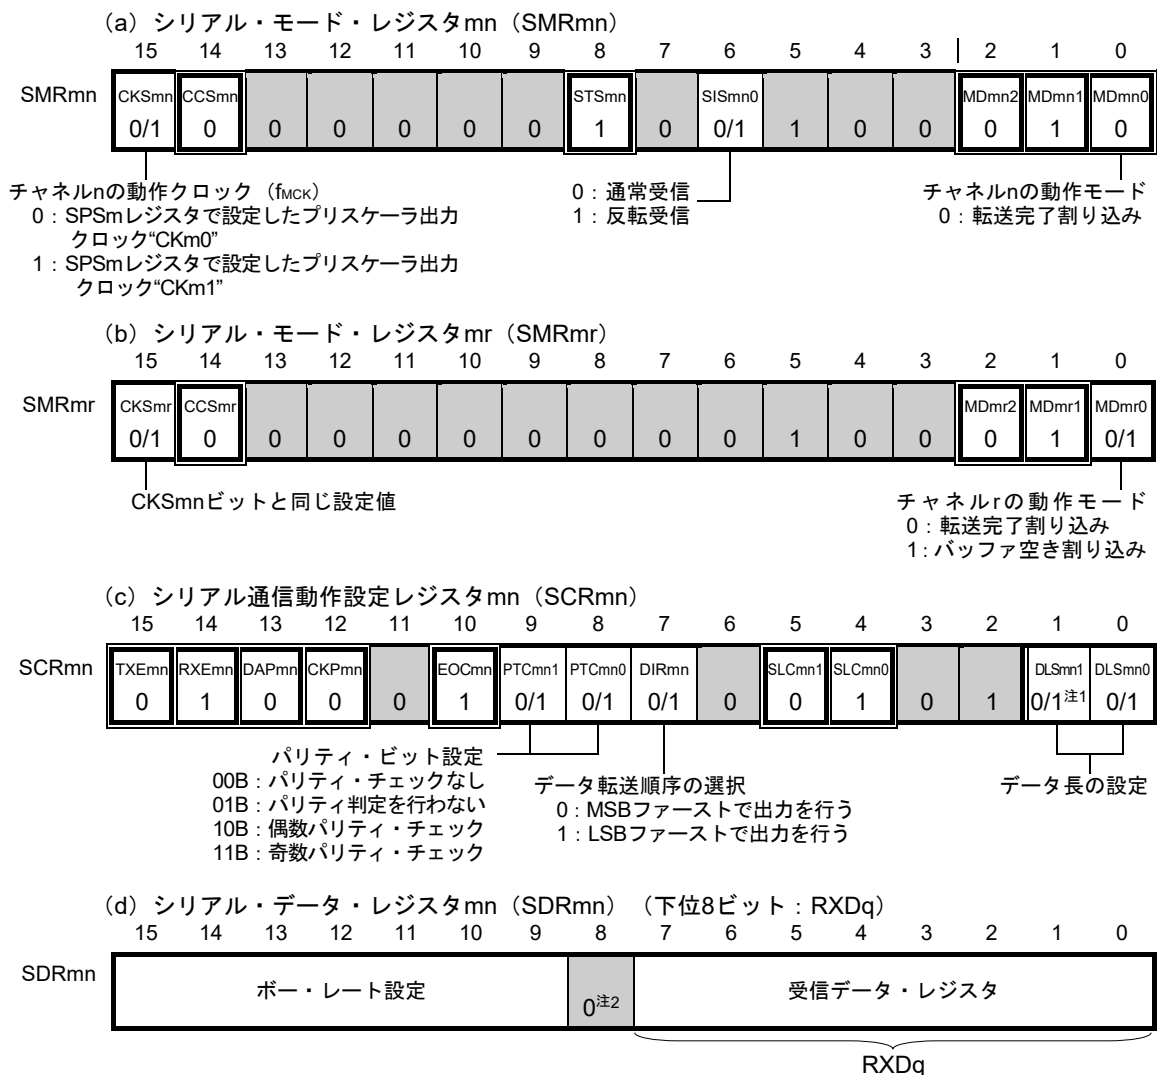 (a) シリアル・モード・レジスタmn（SMRmn）
15 14 13 12 11 10 9 8 7 6 5 4 3 2 1 0
SMRmn
CKSmn CCSmn STSmn SISmn0 MDmn2 MDmn1 MDmn0
0/1 0 0 0 0 0 0 1 0 0/1 1 0 0 0 1 0
チャネルnの動作クロック（fMCK）
0：SPSmレジスタで設定したプリスケーラ出力
クロック“CKm0”
1：SPSmレジスタで設定したプリスケーラ出力
クロック“CKm1”
0：通常受信
1：反転受信
チャネルnの動作モード
0：転送完了割り込み
(b) シリアル・モード・レジスタmr（SMRmr）
15 14 13 12 11 10 9 8 7 6 5 4 3 2 1 0
SMRmr
CKSmr CCSmr MDmr2 MDmr1 MDmr0
0/1 0 0 0 0 0 0 0 0 0 1 0 0 0 1 0/1
CKSmnビットと同じ設定値
チャネルrの動作モード
0：転送完了割り込み
1：バッファ空き割り込み
(c) シリアル通信動作設定レジスタmn（SCRmn）
15 14 13 12 11 10 9 8 7 6 5 4 3 2 1 0
SCRmn
TXEmn RXEmn DAPmn CKPmn EOCmn PTCmn1 PTCmn0 DIRmn SLCmn1 SLCmn0 DLSmn1 DLSmn0
0 1 0 0 0 1 0/1 0/1 0/1 0 0 1 0 1 0/1注1 0/1
パリティ・ビット設定
00B：パリティ・チェックなし
01B：パリティ判定を行わない
10B：偶数パリティ・チェック
11B：奇数パリティ・チェック
データ転送順序の選択
0：MSBファーストで出力を行う
1：LSBファーストで出力を行う
データ長の設定
(d) シリアル・データ・レジスタmn（SDRmn）（下位8ビット：RXDq）
15 14 13 12 11 10 9 8 7 6 5 4 3 2 1 0
SDRmn
ボー・レート設定
0注2
受信データ・レジスタ
RXDq